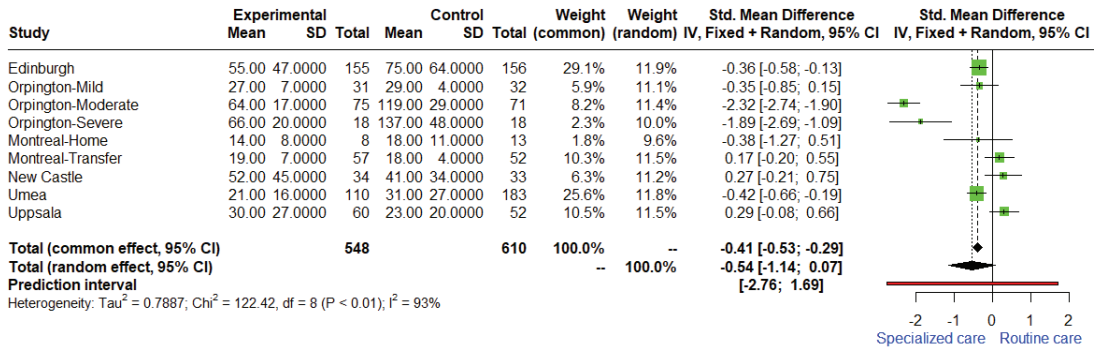 Experimental Control Weight Weight Std. Mean Difference Std. Mean Difference
Study Mean SD Total Mean SD Total (common) (random) IV, Fixed + Random, 95% CI IV, Fixed + Random, 95% CI
Edinburgh 55.00 47.0000 155 75.00 64.0000 156 29.1% 11.9% -0.36 [-0.58; -0.13]
Orpington-Mild 27.00 7.0000 31 29.00 4.0000 32 5.9% 11.1% -0.35 [-0.85; 0.15]
Orpington-Moderate 64.00 17.0000 75 119.00 29.0000 71 8.2% 11.4% -2.32 [-2.74; -1.90]
Orpington-Severe 66.00 20.0000 18 137.00 48.0000 18 2.3% 10.0% -1.89 [-2.69; -1.09]
Montreal-Home 14.00 8.0000 8 18.00 11.0000 13 1.8% 9.6% -0.38 [-1.27; 0.51]
Montreal-Transfer 19.00 7.0000 57 18.00 4.0000 52 10.3% 11.5% 0.17 [-0.20; 0.55]
New Castle 52.00 45.0000 34 41.00 34.0000 33 6.3% 11.2% 0.27 [-0.21; 0.75]
Umea 21.00 16.0000 110 31.00 27.0000 183 25.6% 11.8% -0.42 [-0.66; -0.19]
Uppsala 30.00 27.0000 60 23.00 20.0000 52 10.5% 11.5% 0.29 [-0.08; 0.66]
Total (common effect, 95% CI) 548 610 100.0% -- -0.41 [-0.53; -0.29]
Total (random effect, 95% CI) -- 100.0% -0.54 [-1.14; 0.07]
Prediction interval [-2.76; 1.69]
Heterogeneity: Tau² = 0.7887; Chi² = 122.42, df = 8 (P < 0.01); I² = 93%
-2 -1 0 1 2
Specialized care Routine care